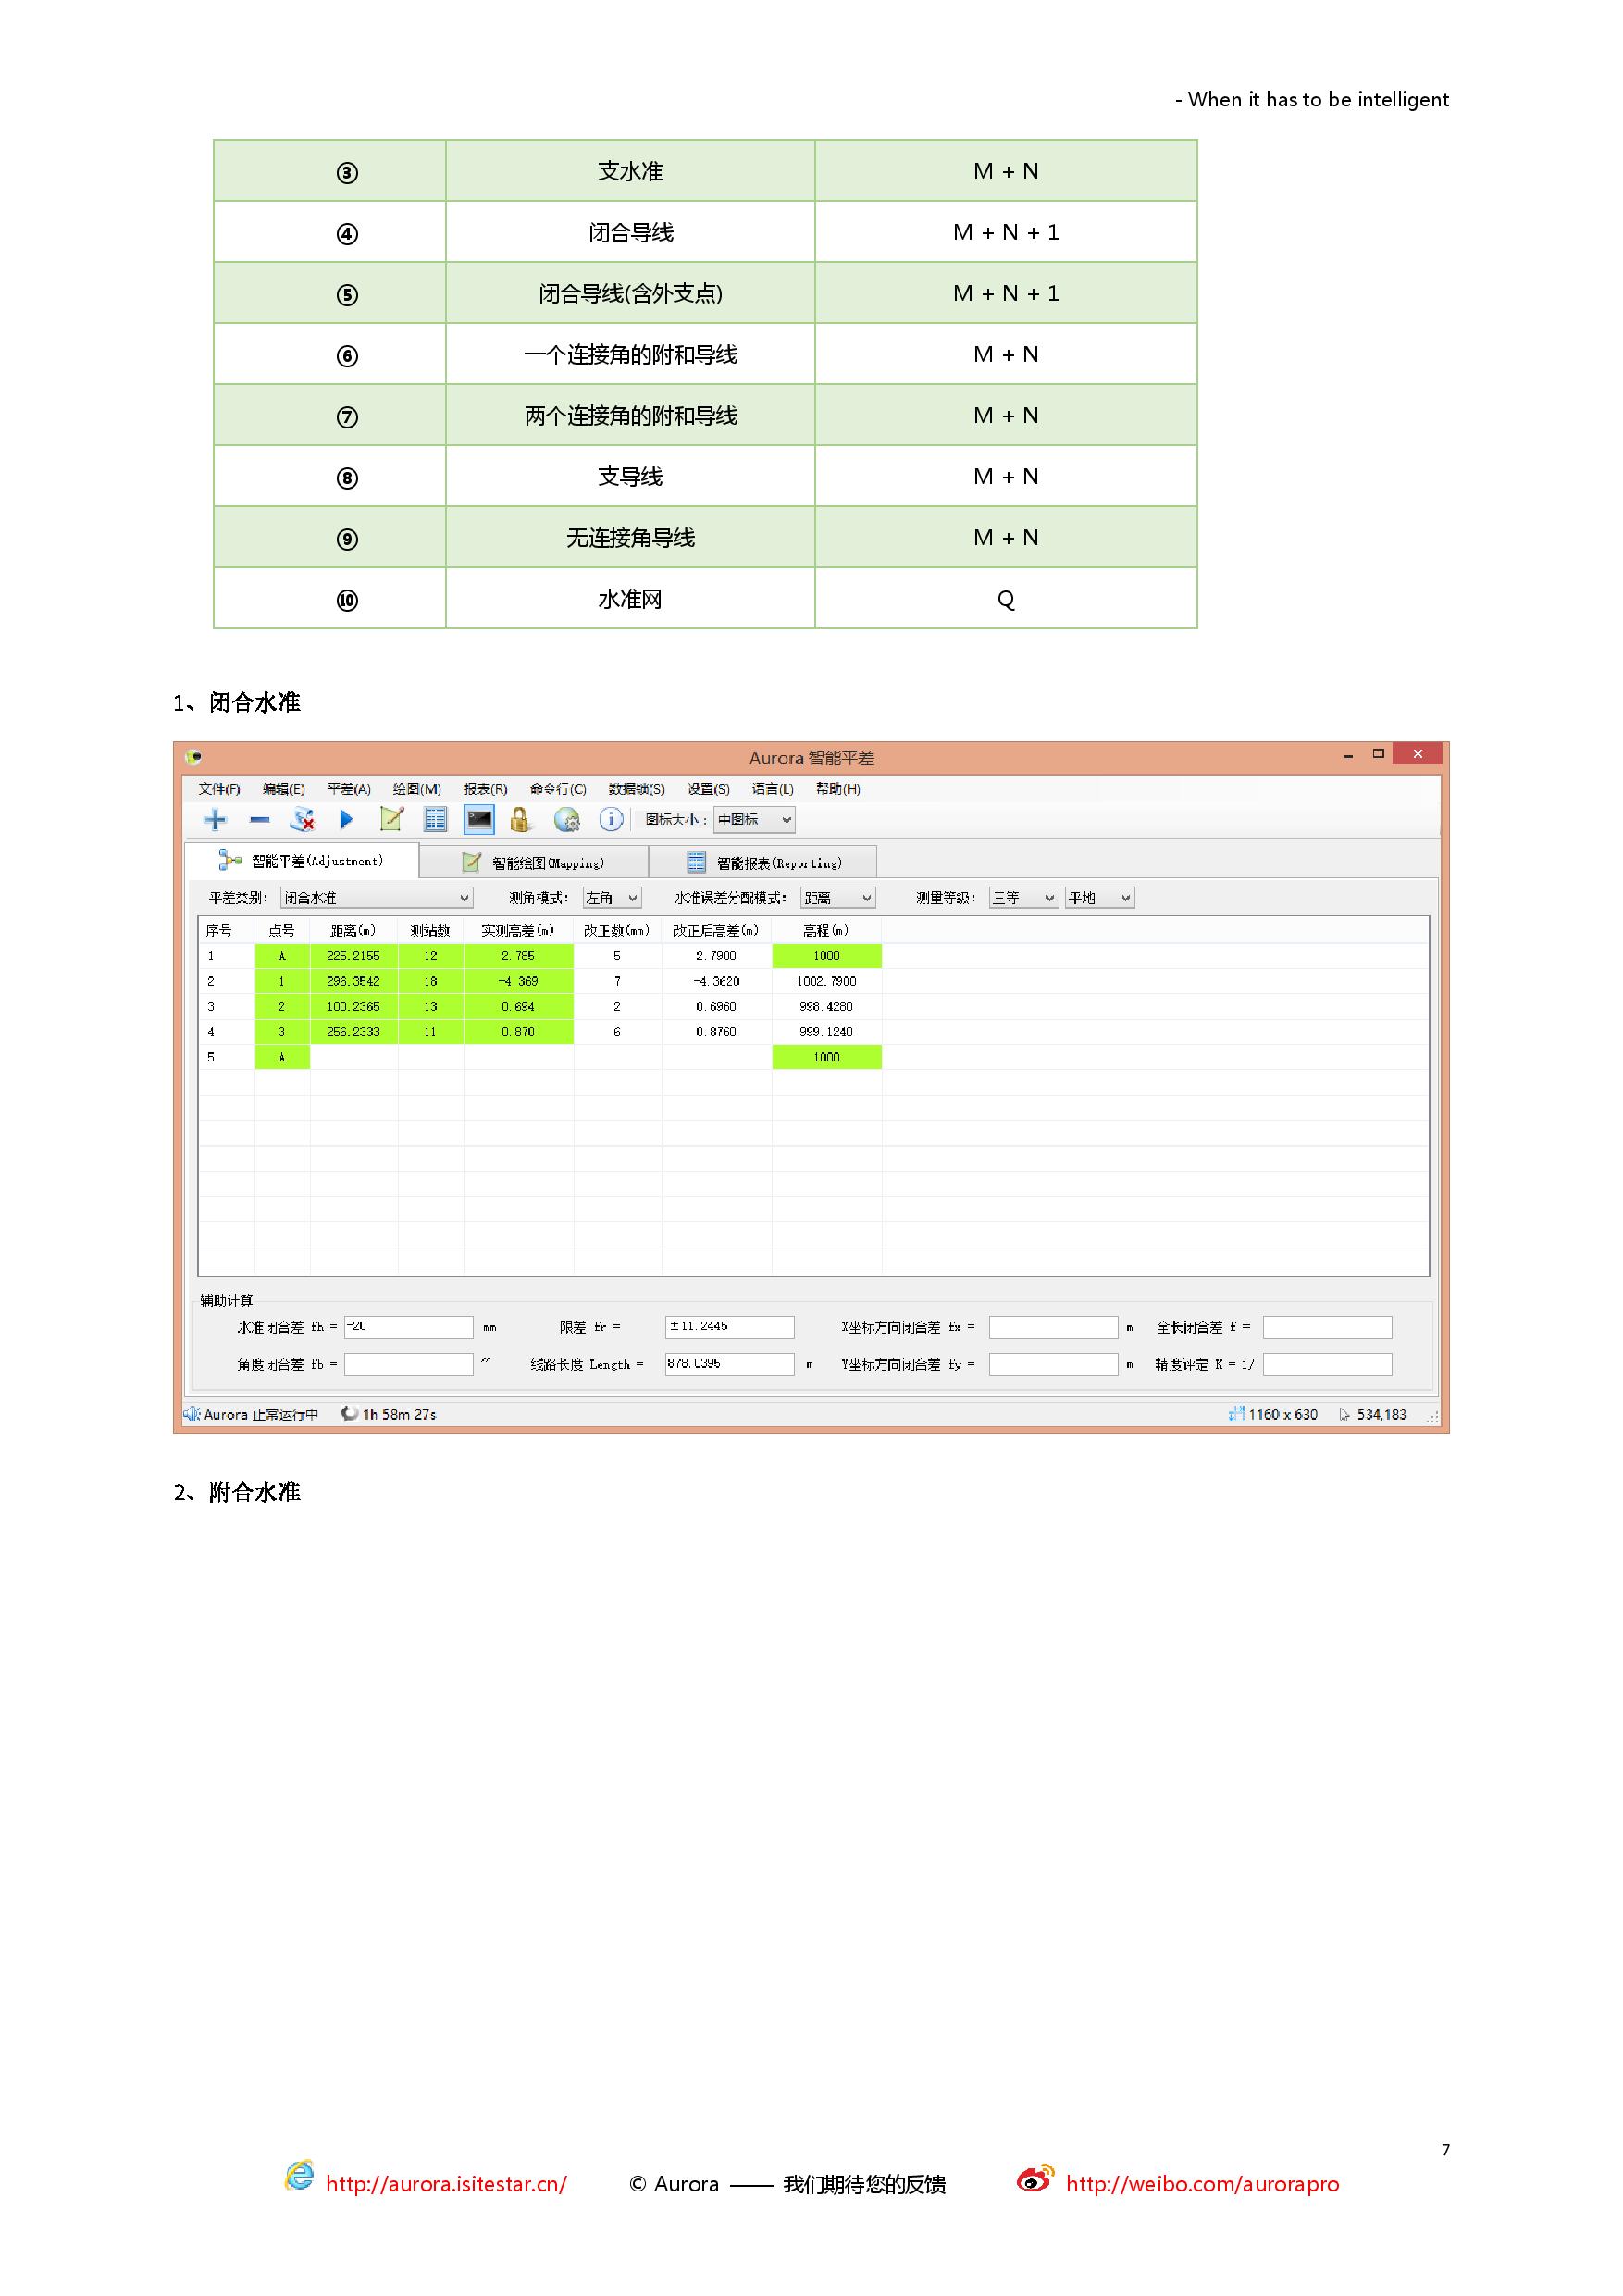 - When it has to be intelligent
③ 支水准 M + N
④ 闭合导线 M + N + 1
⑤ 闭合导线(含外支点) M + N + 1
⑥ 一个连接角的附和导线 M + N
⑦ 两个连接角的附和导线 M + N
⑧ 支导线 M + N
⑨ 无连接角导线 M + N
⑩ 水准网 Q
1、闭合水准
Aurora 智能平差
文件(F) 编辑(E) 平差(A) 绘图(M) 报表(R) 命令行(C) 数据锁(S) 设置(S) 语言(L) 帮助(H)
图标大小： 中图标
智能平差(Adjustment) 智能绘图(Mapping) 智能报表(Reporting)
平差类别： 闭合水准 测角模式： 左角 水准误差分配模式： 距离 测量等级： 三等 平地
序号 点号 距离(m) 测站数 实测高差(m) 改正数(mm) 改正后高差(m) 高程(m)
1 A 225.2155 12 2.785 5 2.7900 1000
2 1 296.3542 18 -4.369 7 -4.3620 1002.7900
3 2 100.2365 13 0.694 2 0.6960 998.4280
4 3 256.2333 11 0.870 6 0.8760 999.1240
5 A 1000
辅助计算
水准闭合差 fh = -20 mm 限差 fr = ±11.2445 X坐标方向闭合差 fx = m 全长闭合差 f =
角度闭合差 fb = ″ 线路长度 Length = 878.0395 m Y坐标方向闭合差 fy = m 精度评定 K = 1/
Aurora 正常运行中 1h 58m 27s 1160 x 630 534,183
2、附合水准
7
http://aurora.isitestar.cn/ © Aurora —— 我们期待您的反馈 http://weibo.com/aurorapro